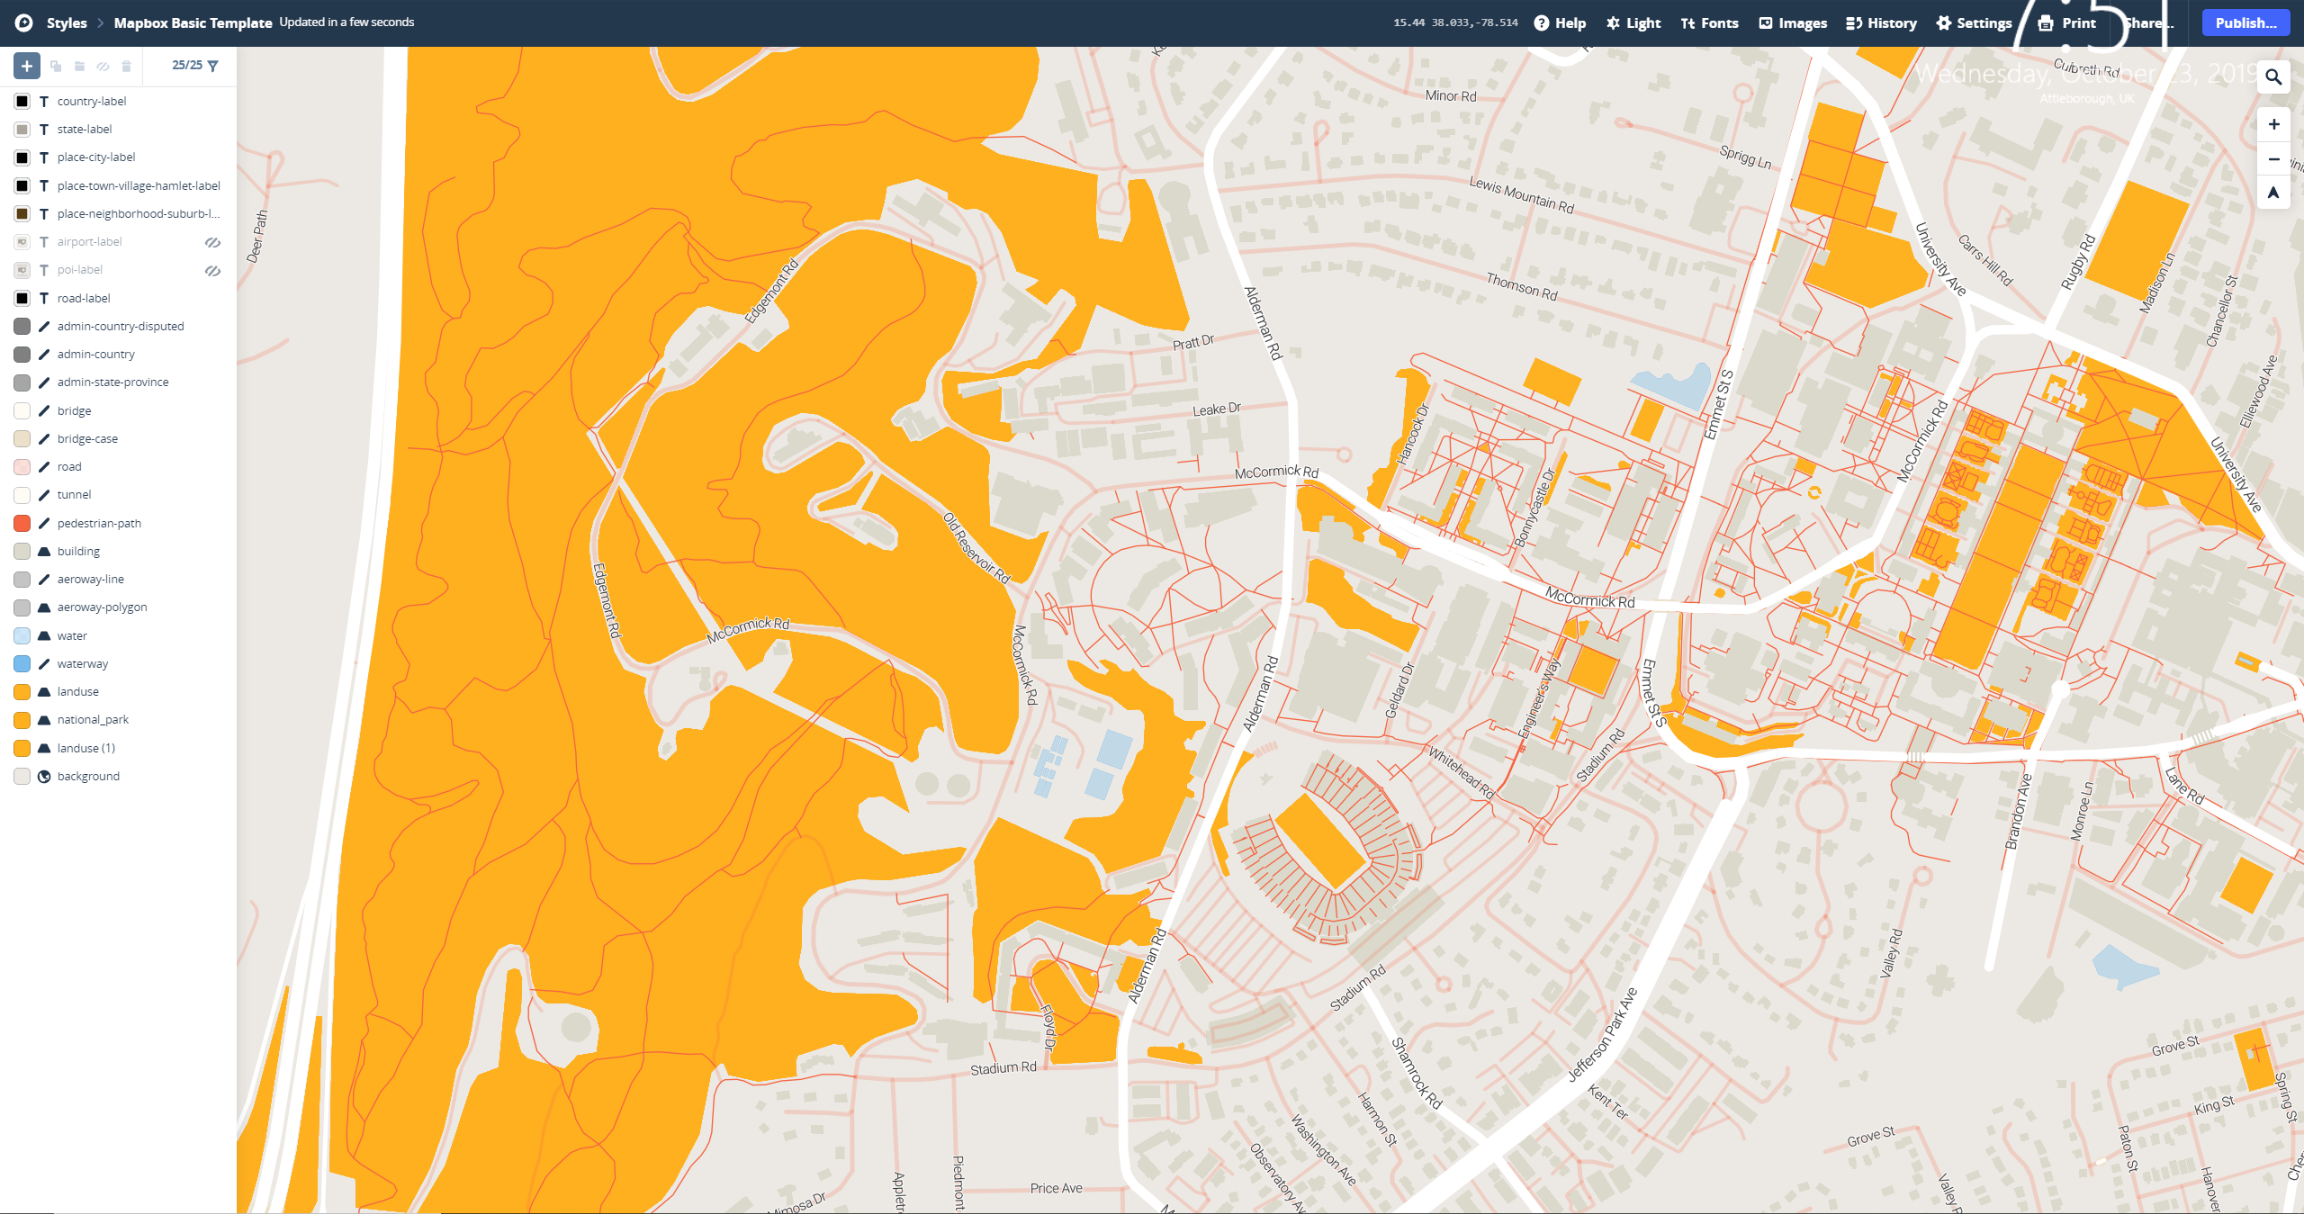 Styles > Mapbox Basic Template Updated in a few seconds
15.44 38.033,-78.514 Help Light Tt Fonts Images History Settings Print Share... Publish...
7:51
Wednesday, October 23, 2019
Attleborough, UK
25/25
country-label
state-label
place-city-label
place-town-village-hamlet-label
place-neighborhood-suburb-l...
airport-label
poi-label
road-label
admin-country-disputed
admin-country
admin-state-province
bridge
bridge-case
road
tunnel
pedestrian-path
building
aeroway-line
aeroway-polygon
water
waterway
landuse
national_park
landuse (1)
background
Culbreth Rd
Minor Rd
Sprigg Ln
Lewis Mountain Rd
Deer Path
University Ave
Carrs Hill Rd
Rugby Rd
Madison Ln
Chancellor St
Edgemont Rd
Thomson Rd
Alderman Rd
Pratt Dr
Leake Dr
Emmet St S
Hancock Dr
McCormick Rd
Elliewood Ave
McCormick Rd
University Ave
Bonnycastle Dr
Old Reservoir Rd
Edgemont Rd
McCormick Rd
McCormick Rd
McCormick Rd
Alderman Rd
Geldard Dr
Engineer's Way
Emmet St S
Whitehead Rd
Stadium Rd
Brandon Ave
Monroe Ln
Lane Rd
Alderman Rd
Valley Rd
Stadium Rd
Floyd Dr
Stadium Rd
Shamrock Rd
Jefferson Park Ave
Kent Ter
Grove St
Spring St
King St
Grove St
Paton St
Harmon St
Washington Ave
Observatory Av
Piedmont
Appletr
Price Ave
Mimosa Dr
Valley R
Hanover